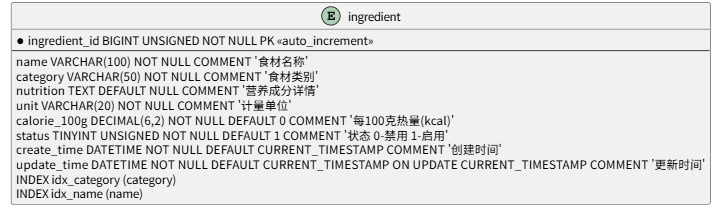 E ingredient
● ingredient_id BIGINT UNSIGNED NOT NULL PK «auto_increment»
name VARCHAR(100) NOT NULL COMMENT '食材名称'
category VARCHAR(50) NOT NULL COMMENT '食材类别'
nutrition TEXT DEFAULT NULL COMMENT '营养成分详情'
unit VARCHAR(20) NOT NULL COMMENT '计量单位'
calorie_100g DECIMAL(6,2) NOT NULL DEFAULT 0 COMMENT '每100克热量(kcal)'
status TINYINT UNSIGNED NOT NULL DEFAULT 1 COMMENT '状态 0-禁用 1-启用'
create_time DATETIME NOT NULL DEFAULT CURRENT_TIMESTAMP COMMENT '创建时间'
update_time DATETIME NOT NULL DEFAULT CURRENT_TIMESTAMP ON UPDATE CURRENT_TIMESTAMP COMMENT '更新时间'
INDEX idx_category (category)
INDEX idx_name (name)